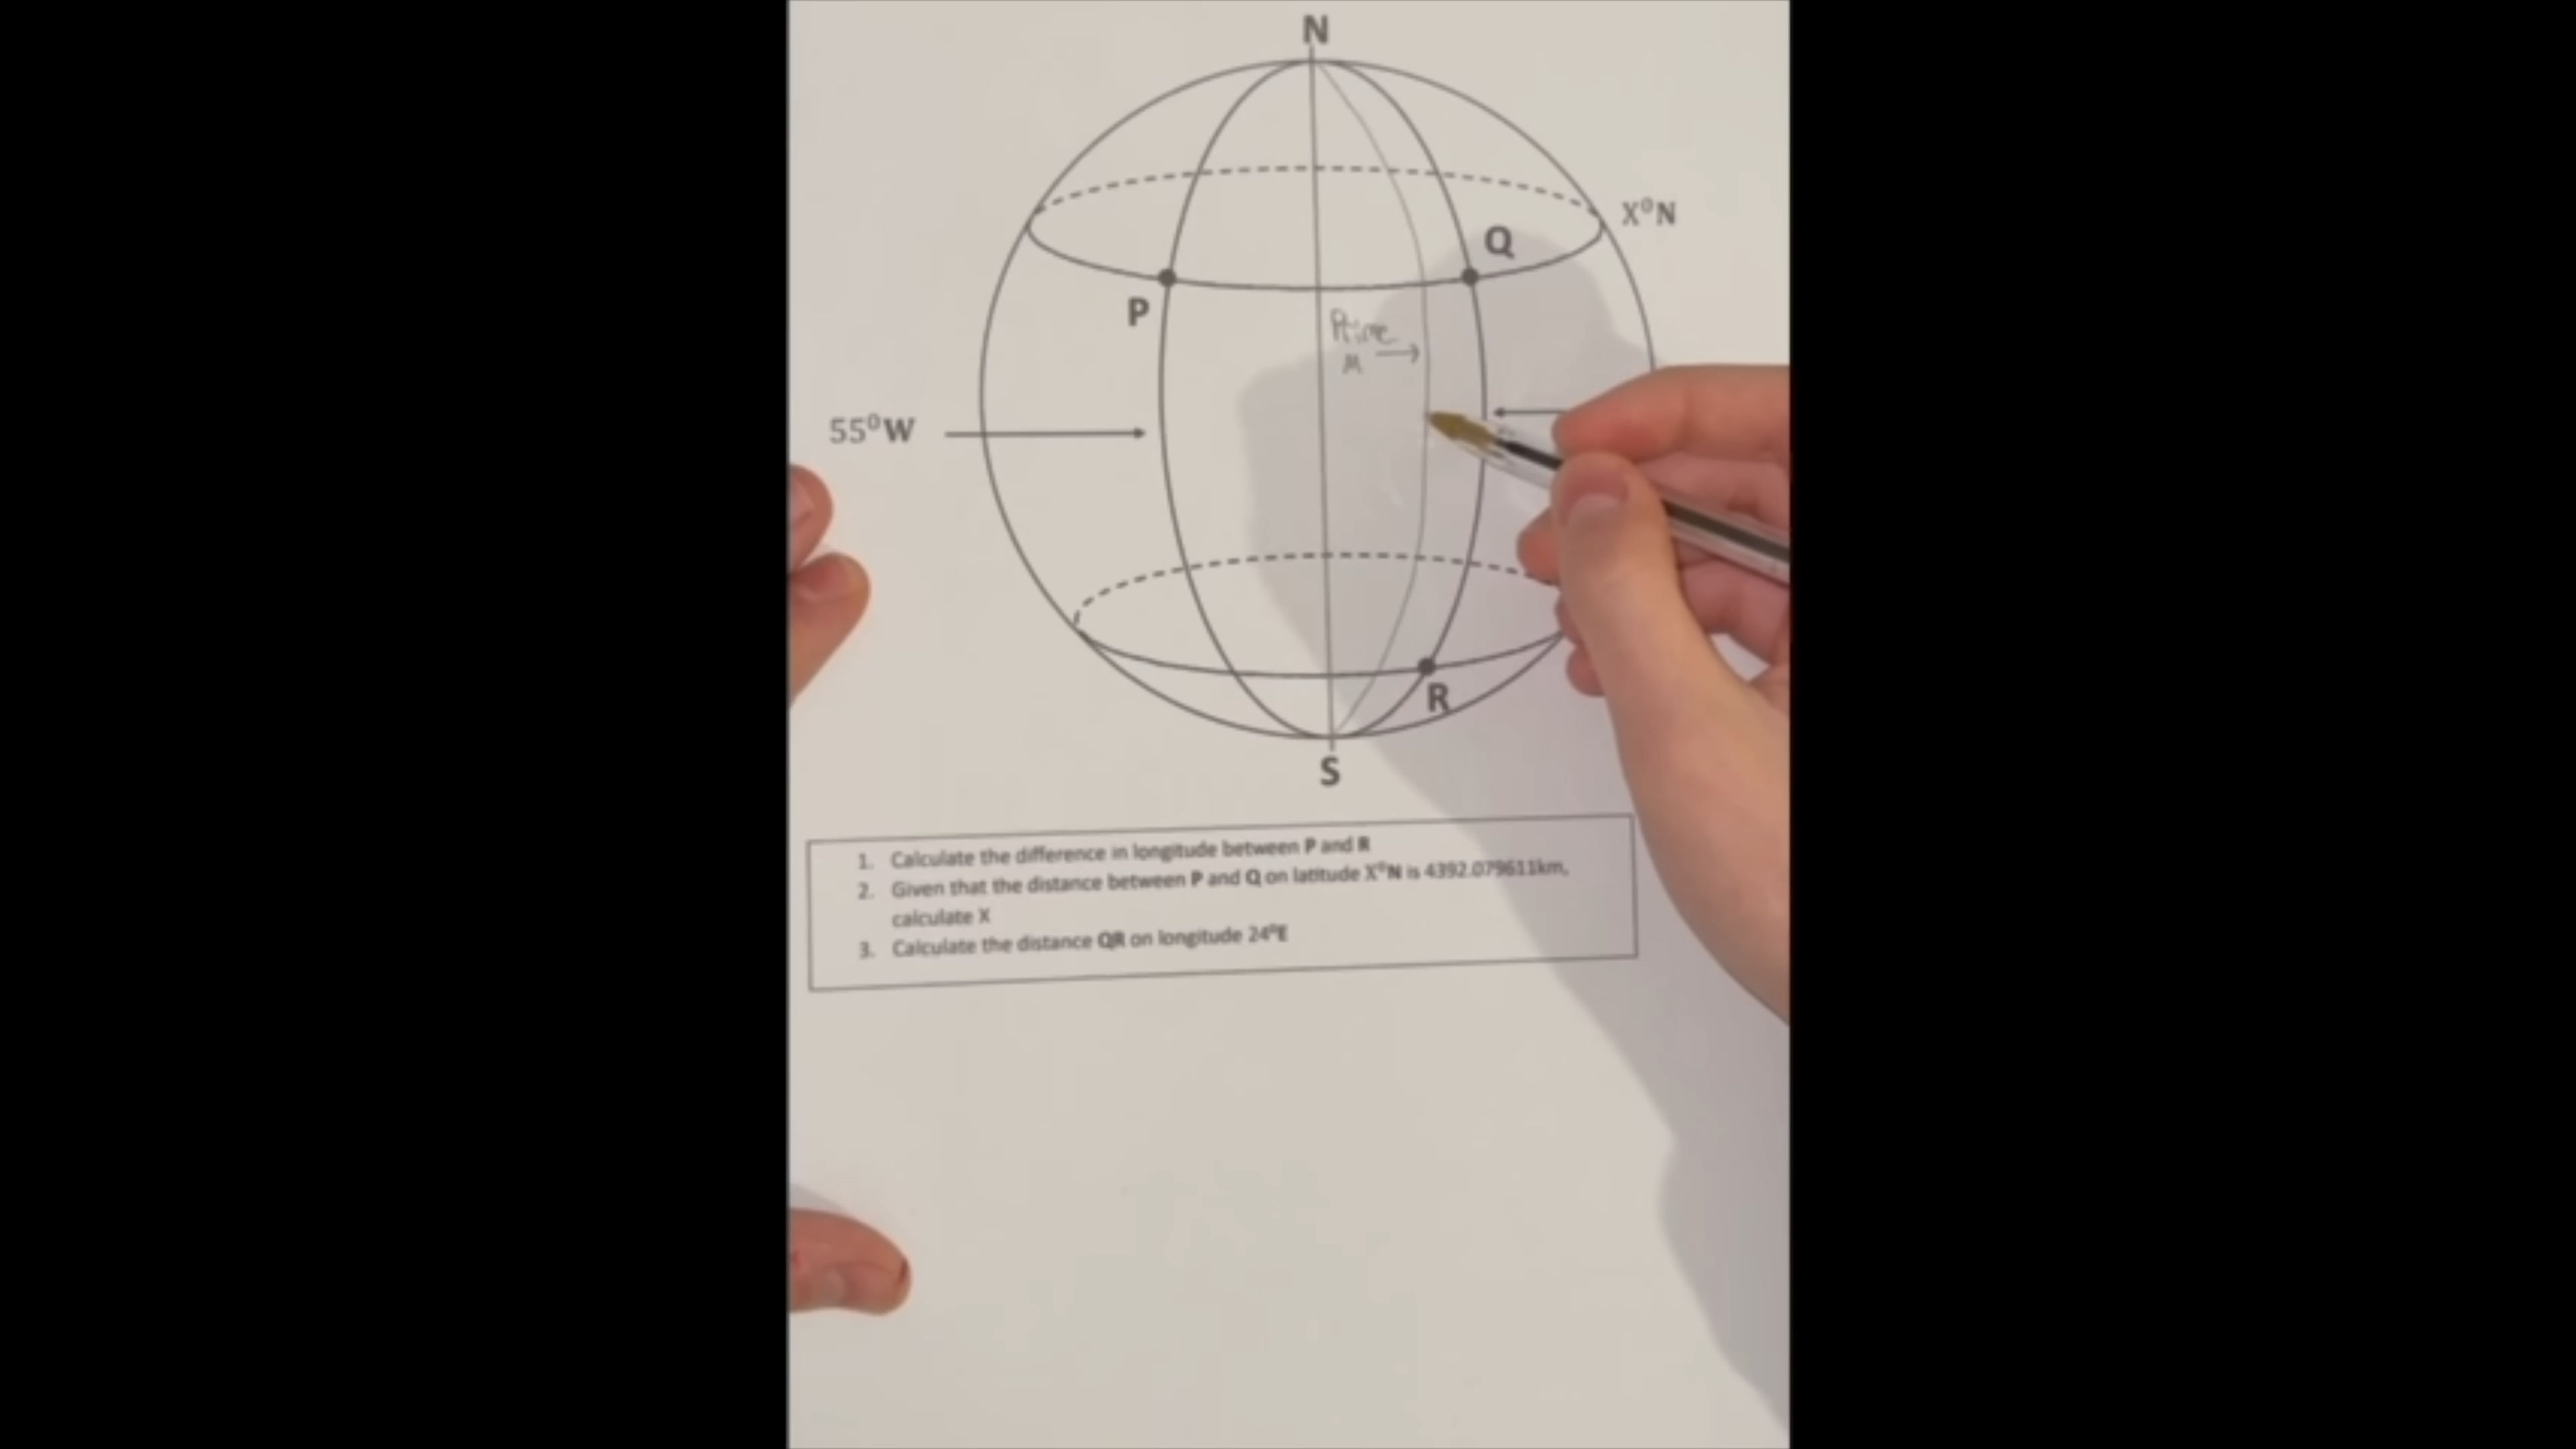 N
X⁰N
Q
P
Prime
M
55⁰W
R
S
1. Calculate the difference in longitude between P and R
2. Given that the distance between P and Q on latitude X⁰N is 4392.079611km,
calculate X
3. Calculate the distance QR on longitude 24⁰E